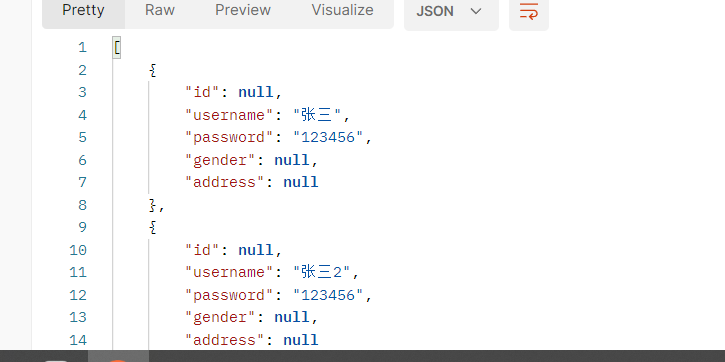 Pretty Raw Preview Visualize JSON
1 [
2 {
3 "id": null,
4 "username": "张三",
5 "password": "123456",
6 "gender": null,
7 "address": null
8 },
9 {
10 "id": null,
11 "username": "张三2",
12 "password": "123456",
13 "gender": null,
14 "address": null